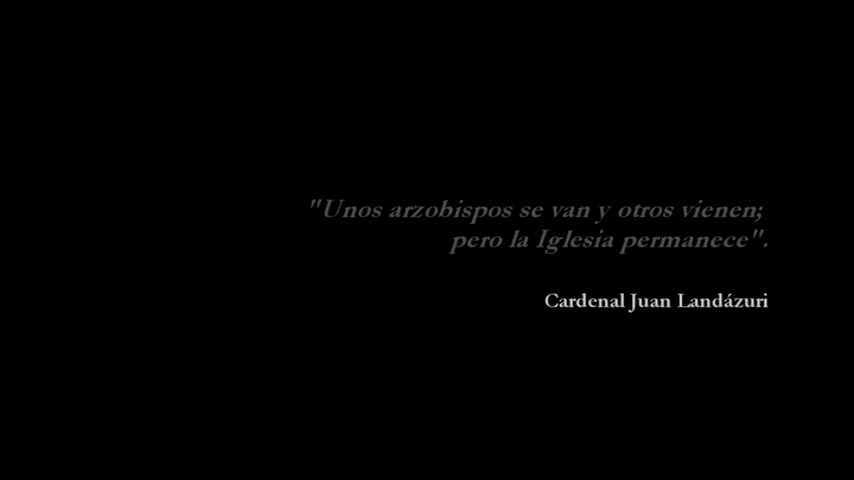 "Unos arzobispos se van y otros vienen;
pero la Iglesia permanece".
Cardenal Juan Landázuri